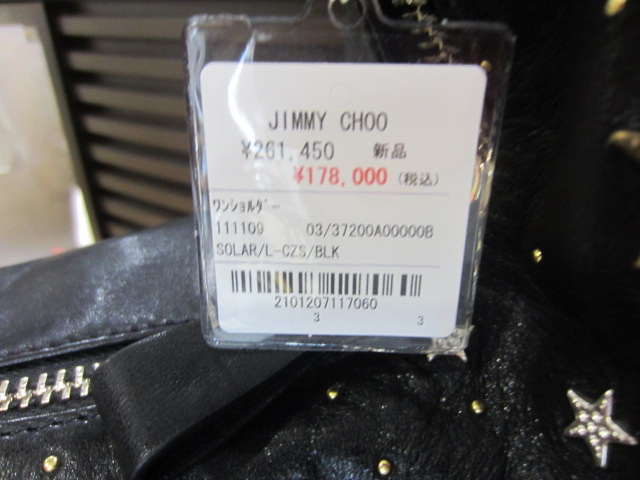 JIMMY CHOO
¥261,450 新品
¥178,000 (税込)
ﾜﾝｼｮﾙﾀﾞｰ
111109 03/37200A00000B
SOLAR/L-CZS/BLK
2101207117060
3 3